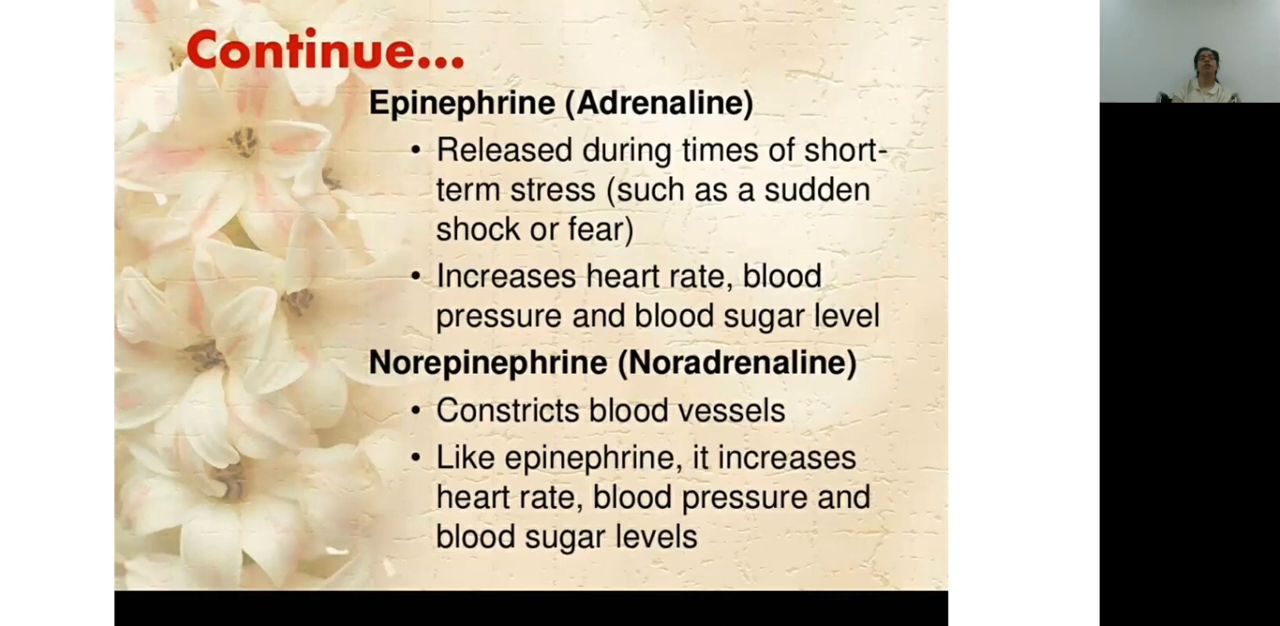 Continue...
Epinephrine (Adrenaline)
• Released during times of short-
term stress (such as a sudden
shock or fear)
• Increases heart rate, blood
pressure and blood sugar level
Norepinephrine (Noradrenaline)
• Constricts blood vessels
• Like epinephrine, it increases
heart rate, blood pressure and
blood sugar levels